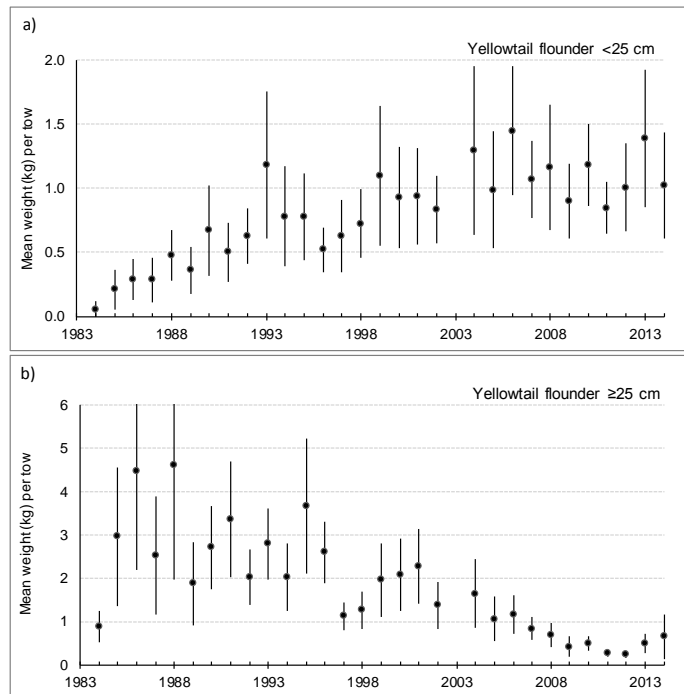 a)
Yellowtail flounder <25 cm
Mean weight (kg) per tow
2.0
1.5
1.0
0.5
0.0
1983 1988 1993 1998 2003 2008 2013
b)
Yellowtail flounder ≥25 cm
Mean weight (kg) per tow
6
5
4
3
2
1
0
1983 1988 1993 1998 2003 2008 2013